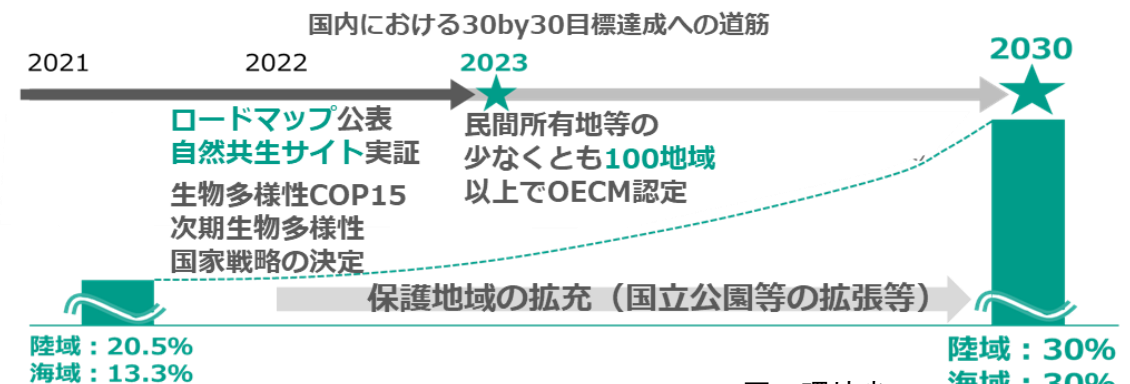 国内における30by30目標達成への道筋
2021
2022
2023
2030
ロードマップ公表
自然共生サイト実証
生物多様性COP15
次期生物多様性
国家戦略の決定
民間所有地等の
少なくとも100地域
以上でOECM認定
保護地域の拡充（国立公園等の拡張等）
陸域：20.5%
海域：13.3%
陸域：30%
海域：30%